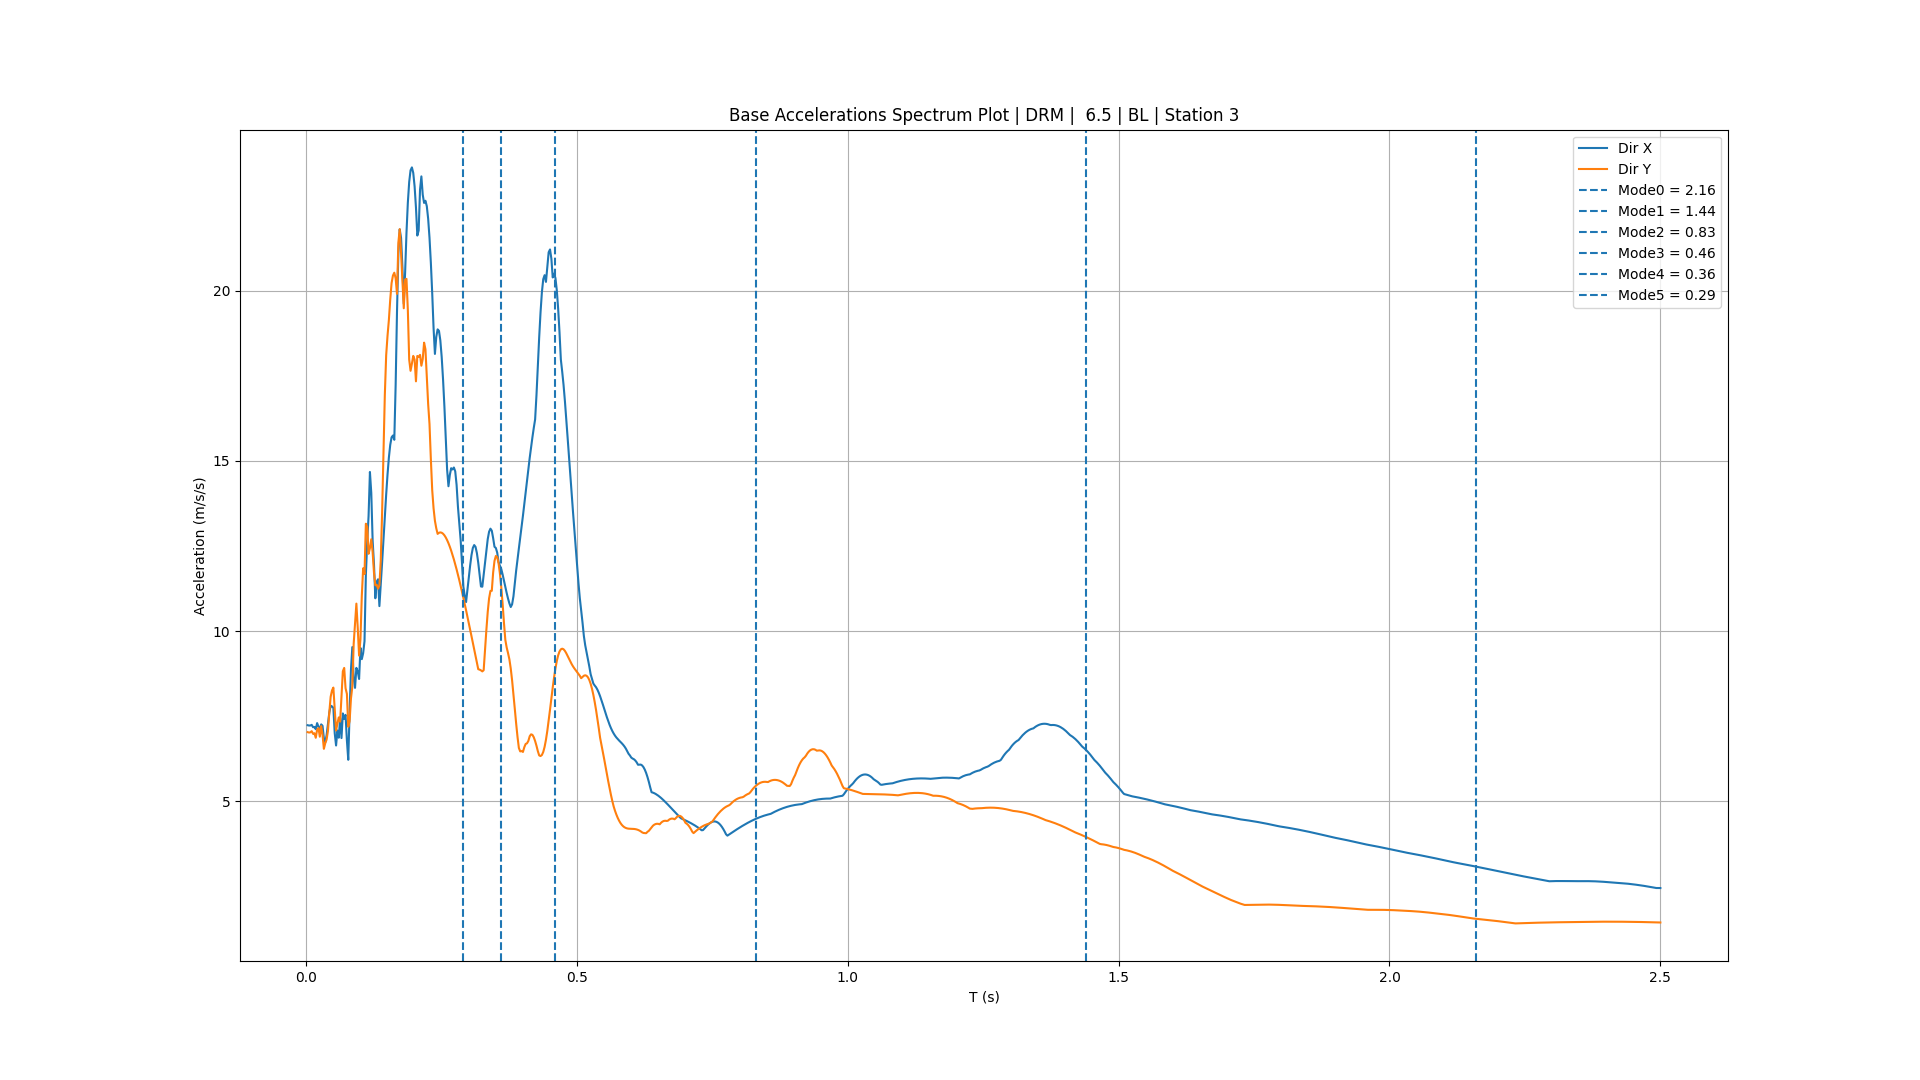 Base Accelerations Spectrum Plot | DRM |  6.5 | BL | Station 3
Dir X
Dir Y
Mode0 = 2.16
Mode1 = 1.44
Mode2 = 0.83
Mode3 = 0.46
Mode4 = 0.36
Mode5 = 0.29
20
15
10
5
Acceleration (m/s/s)
0.0 0.5 1.0 1.5 2.0 2.5
T (s)